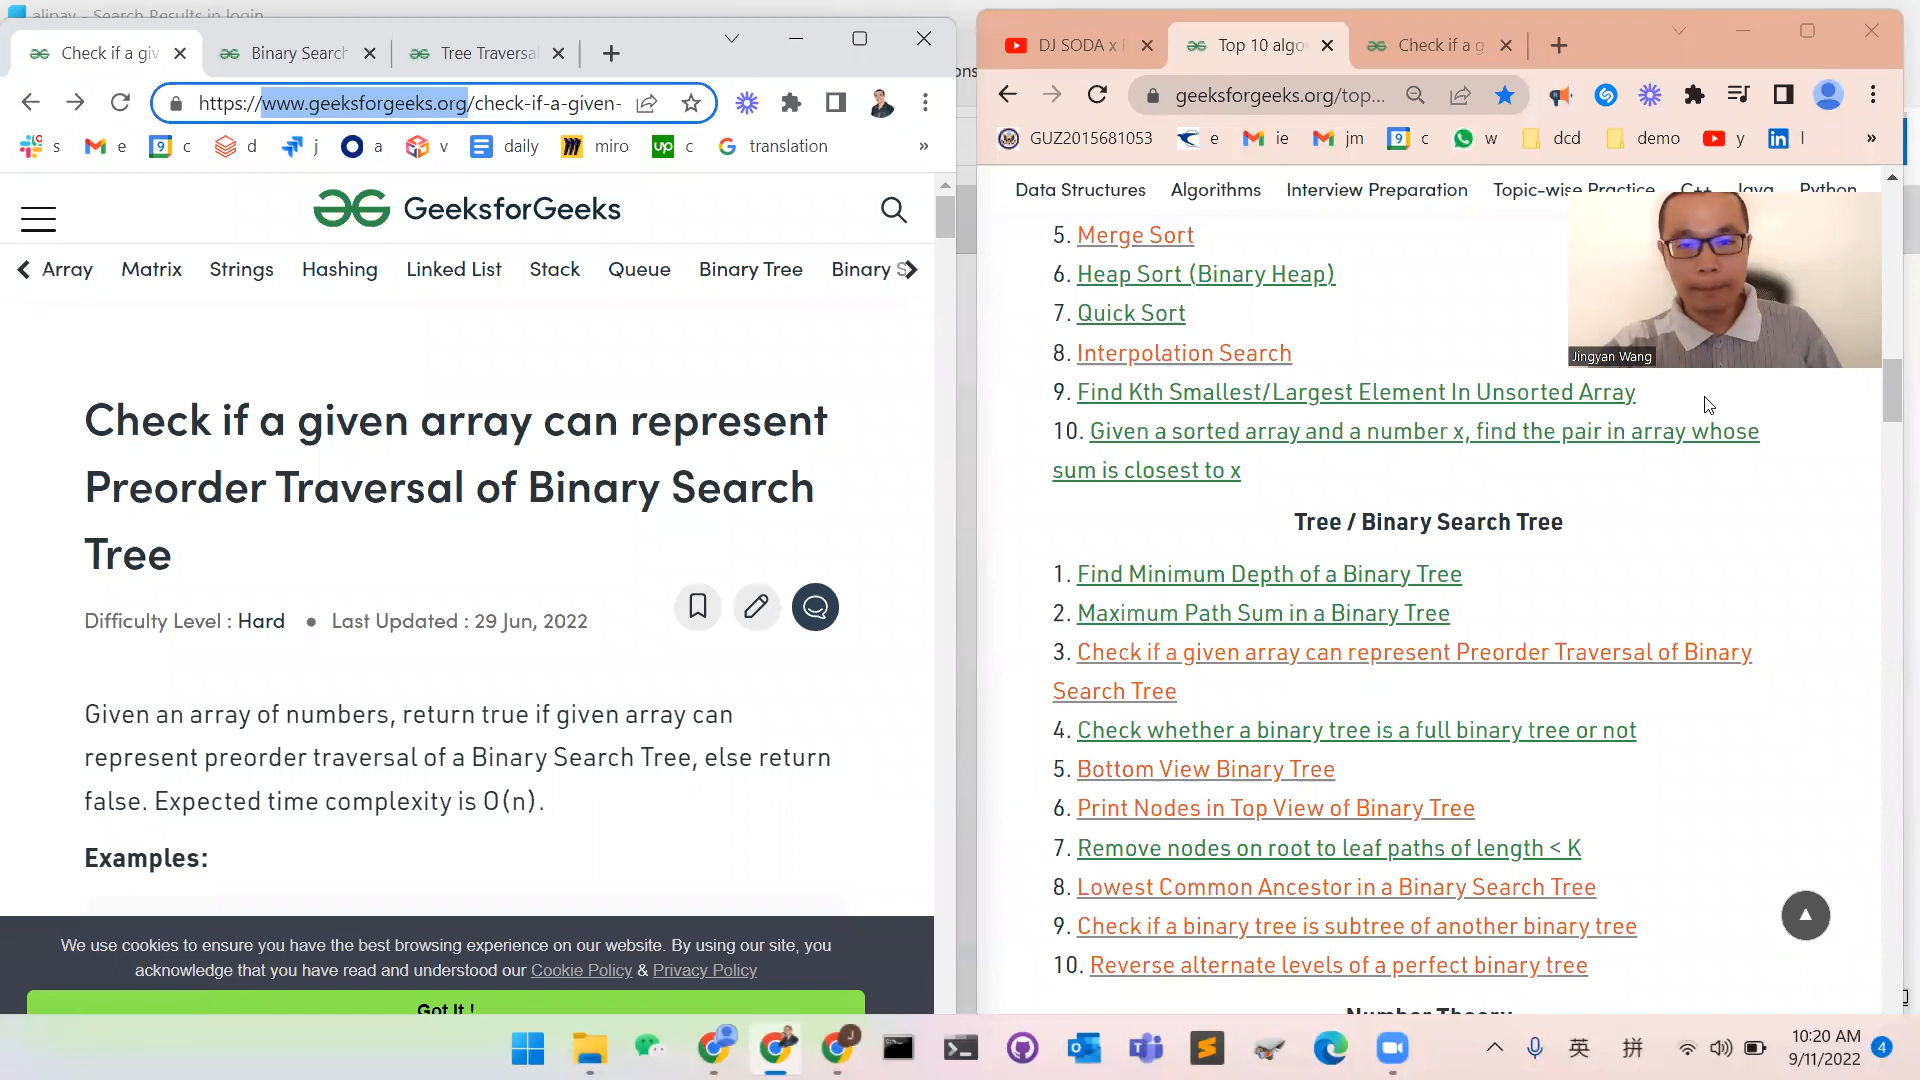 alipay - Search Results in login
Check if a giv
Binary Search
Tree Traversal
https://www.geeksforgeeks.org/check-if-a-given-
s
e
c
d
j
a
v
daily
miro
c
translation
»
GeeksforGeeks
Array
Matrix
Strings
Hashing
Linked List
Stack
Queue
Binary Tree
Binary S
Check if a given array can represent
Preorder Traversal of Binary Search
Tree
Difficulty Level : Hard ● Last Updated : 29 Jun, 2022
Given an array of numbers, return true if given array can
represent preorder traversal of a Binary Search Tree, else return
false. Expected time complexity is O(n).
Examples:
We use cookies to ensure you have the best browsing experience on our website. By using our site, you
acknowledge that you have read and understood our Cookie Policy & Privacy Policy
Got It !
DJ SODA x
Top 10 algo
Check if a g
geeksforgeeks.org/top...
GUZ2015681053
e
ie
jm
c
w
dcd
demo
y
l
»
Data Structures
Algorithms
Interview Preparation
Topic-wise Practice
C++
Java
Python
5. Merge Sort
6. Heap Sort (Binary Heap)
7. Quick Sort
8. Interpolation Search
9. Find Kth Smallest/Largest Element In Unsorted Array
10. Given a sorted array and a number x, find the pair in array whose
sum is closest to x
Jingyan Wang
Tree / Binary Search Tree
1. Find Minimum Depth of a Binary Tree
2. Maximum Path Sum in a Binary Tree
3. Check if a given array can represent Preorder Traversal of Binary
Search Tree
4. Check whether a binary tree is a full binary tree or not
5. Bottom View Binary Tree
6. Print Nodes in Top View of Binary Tree
7. Remove nodes on root to leaf paths of length < K
8. Lowest Common Ancestor in a Binary Search Tree
9. Check if a binary tree is subtree of another binary tree
10. Reverse alternate levels of a perfect binary tree
Number Theory
英
拼
10:20 AM
9/11/2022
4